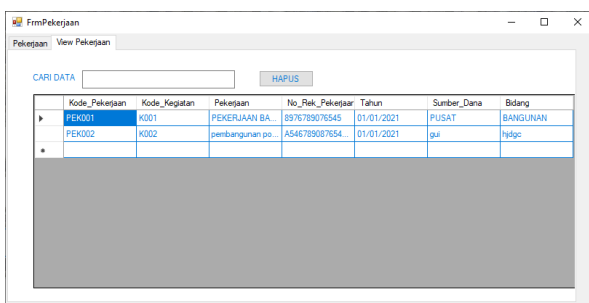 FrmPekerjaan
Pekerjaan View Pekerjaan
CARI DATA HAPUS
Kode_Pekerjaan Kode_Kegiatan Pekerjaan No_Rek_Pekerjaar Tahun Sumber_Dana Bidang
PEK001 K001 PEKERJAAN BA... 8976789076545 01/01/2021 PUSAT BANGUNAN
PEK002 K002 pembangunan po... A546789087654... 01/01/2021 gui hjdgc